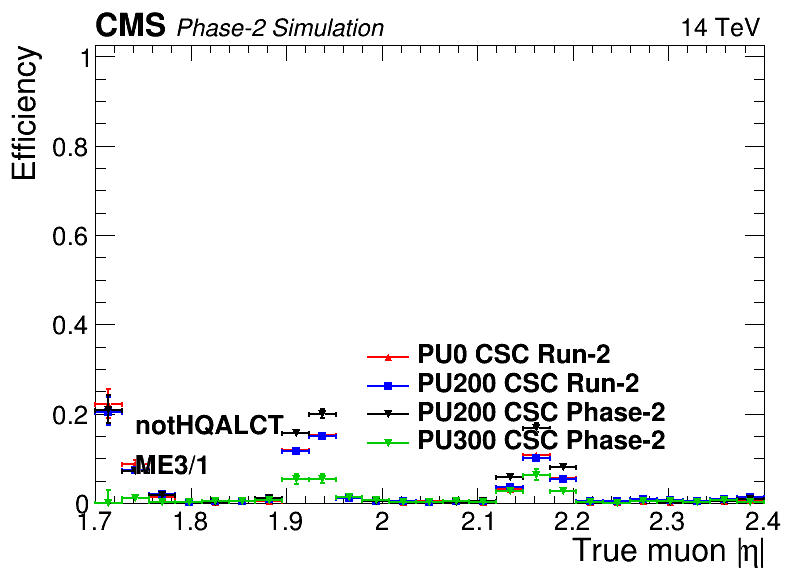 CMS Phase-2 Simulation 14 TeV
Efficiency
1
0.8
0.6
0.4
0.2
0
PU0 CSC Run-2
PU200 CSC Run-2
PU200 CSC Phase-2
PU300 CSC Phase-2
notHQALCT
ME3/1
1.7 1.8 1.9 2 2.1 2.2 2.3 2.4
True muon |η|